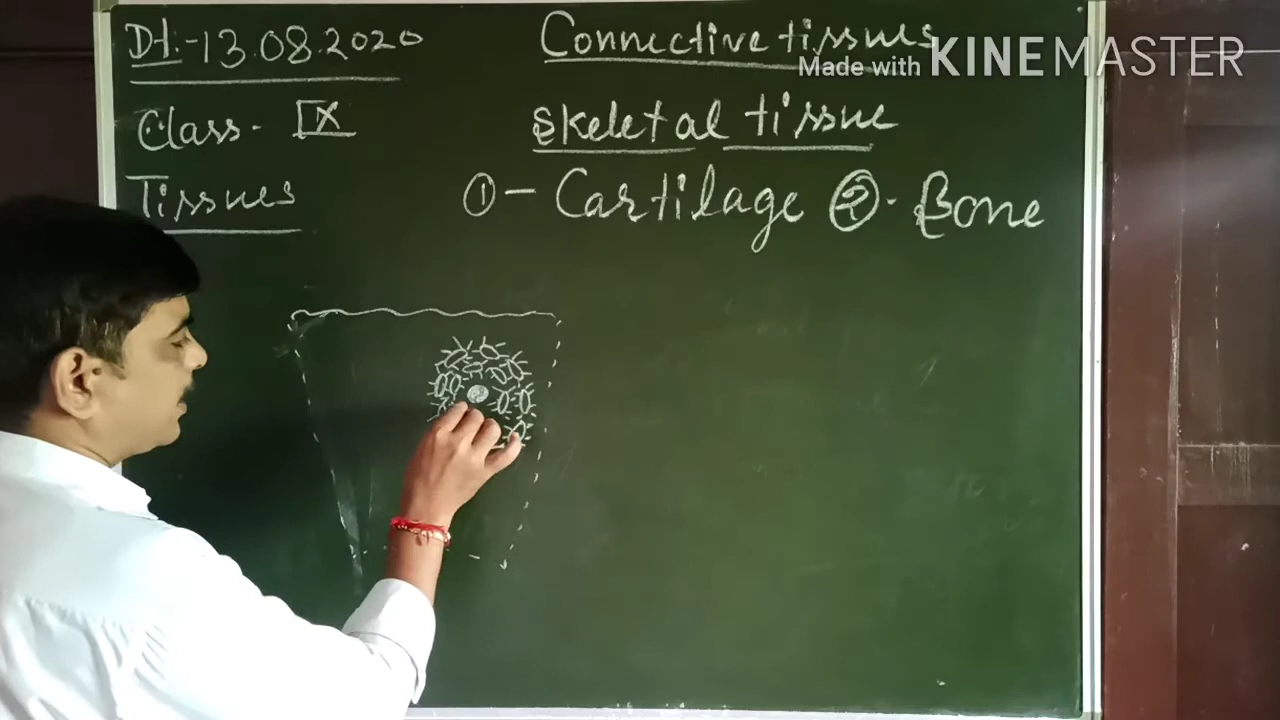 Dt:-13.08.2020
Class- IX
Tissues
Connective tissues
Made with KINEMASTER
Skeletal tissue
① - Cartilage ②. Bone